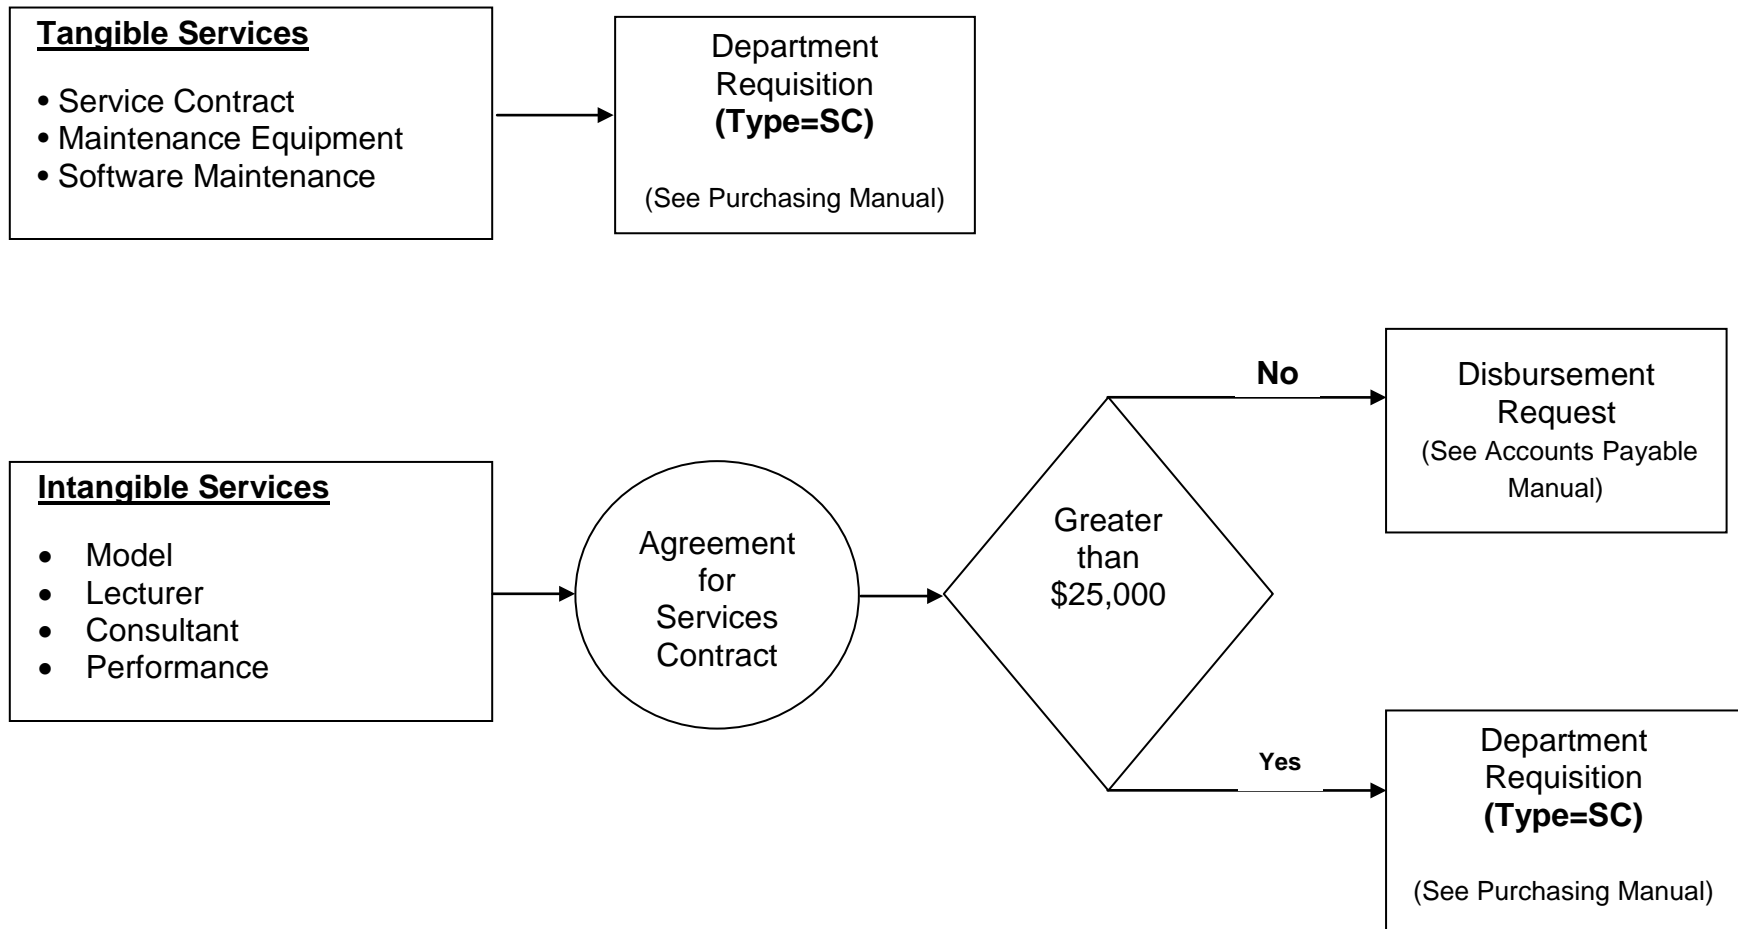 Tangible Services
• Service Contract
• Maintenance Equipment
• Software Maintenance
Department
Requisition
(Type=SC)
(See Purchasing Manual)
Intangible Services
• Model
• Lecturer
• Consultant
• Performance
Agreement
for
Services
Contract
Greater
than
$25,000
No
Disbursement
Request
(See Accounts Payable
Manual)
Yes
Department
Requisition
(Type=SC)
(See Purchasing Manual)